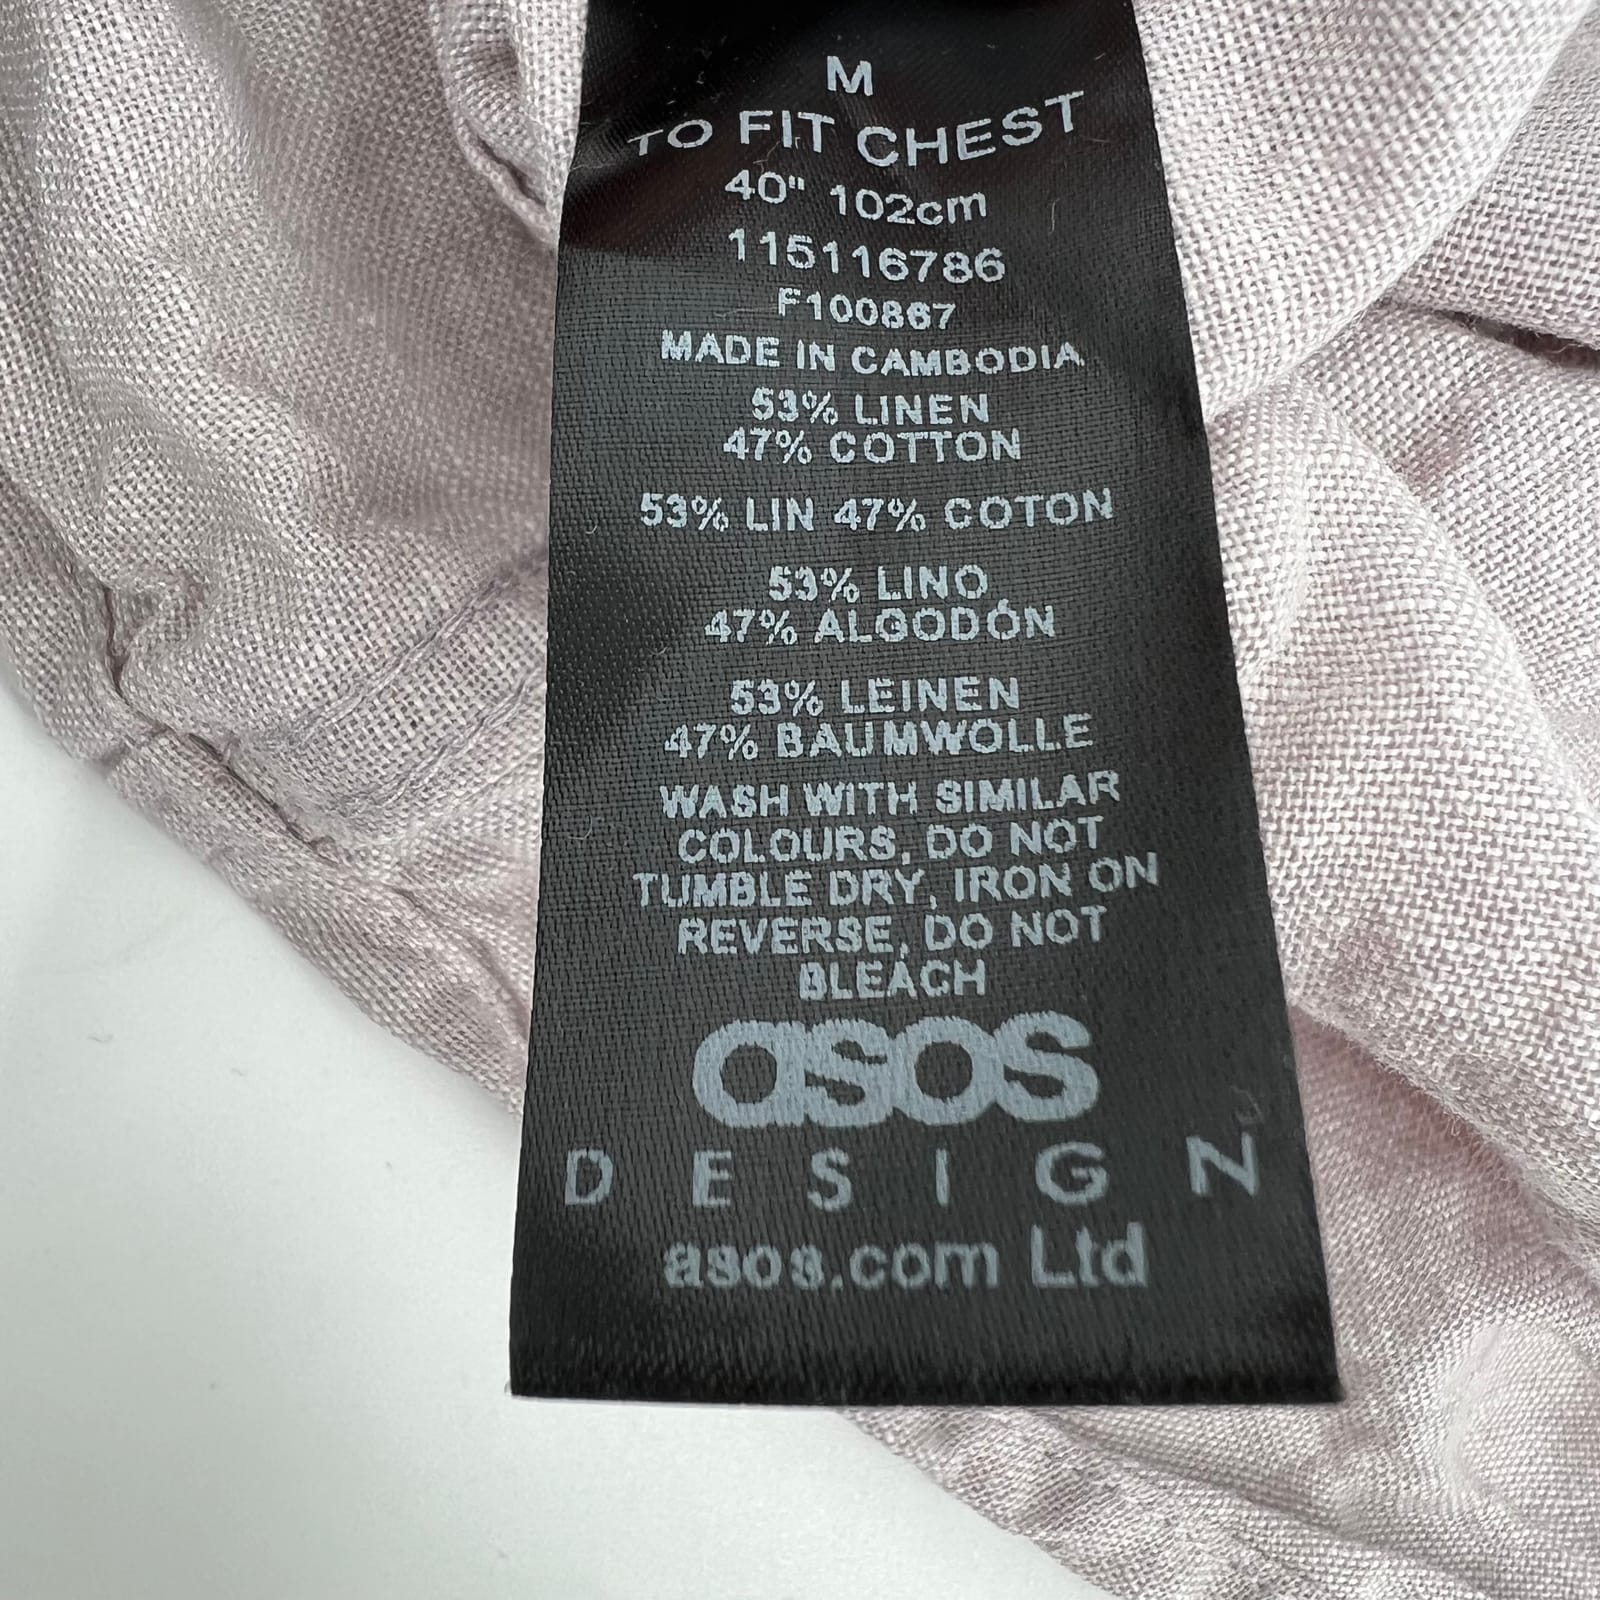 M
TO FIT CHEST
40" 102cm
115116786
F100867
MADE IN CAMBODIA
53% LINEN
47% COTTON
53% LIN 47% COTON
53% LINO
47% ALGODÓN
53% LEINEN
47% BAUMWOLLE
WASH WITH SIMILAR
COLOURS, DO NOT
TUMBLE DRY, IRON ON
REVERSE, DO NOT
BLEACH
asos
DESIGN
asos.com Ltd